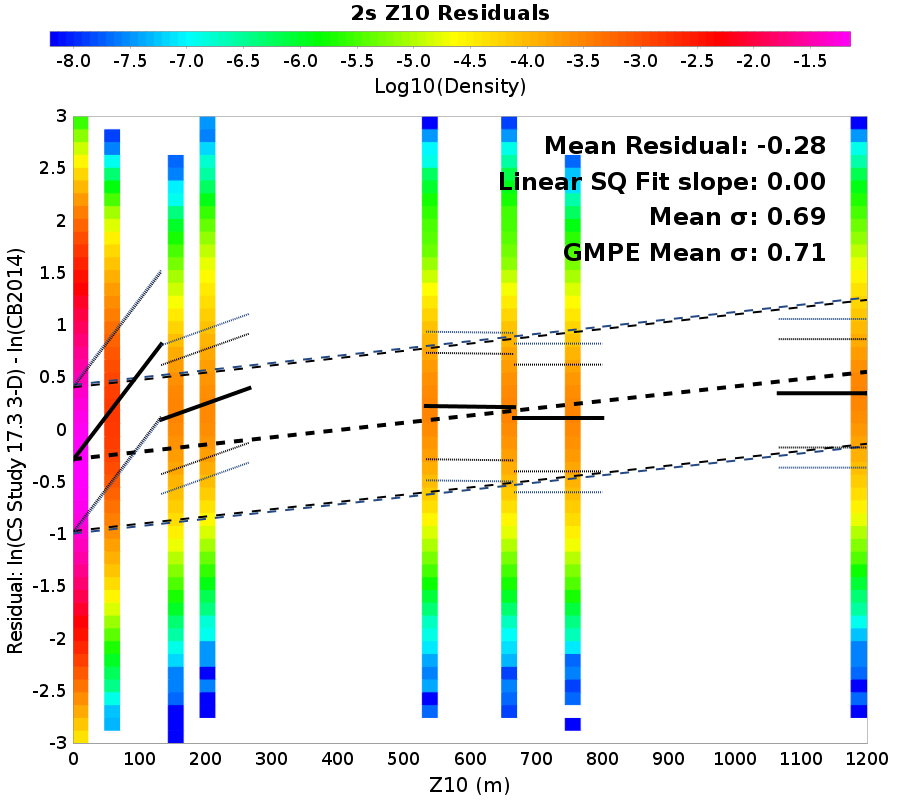 2s Z10 Residuals
-8.0 -7.5 -7.0 -6.5 -6.0 -5.5 -5.0 -4.5 -4.0 -3.5 -3.0 -2.5 -2.0 -1.5
Log10(Density)
Mean Residual: -0.28
Linear SQ Fit slope: 0.00
Mean σ: 0.69
GMPE Mean σ: 0.71
Residual: ln(CS Study 17.3 3-D) - ln(CB2014)
3
2.5
2
1.5
1
0.5
0
-0.5
-1
-1.5
-2
-2.5
-3
0 100 200 300 400 500 600 700 800 900 1000 1100 1200
Z10 (m)